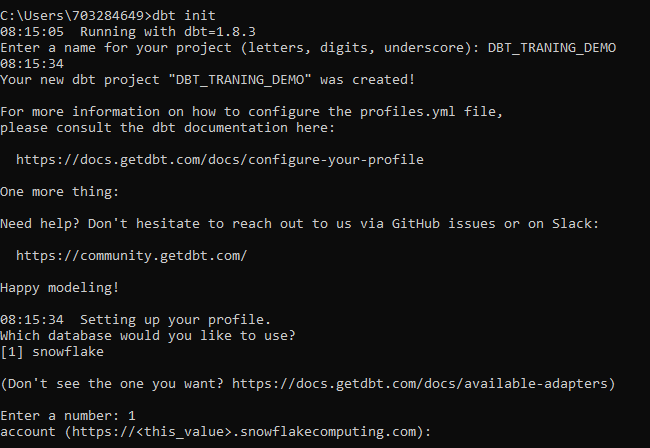 C:\Users\703284649>dbt init
08:15:05  Running with dbt=1.8.3
Enter a name for your project (letters, digits, underscore): DBT_TRANING_DEMO
08:15:34
Your new dbt project "DBT_TRANING_DEMO" was created!
For more information on how to configure the profiles.yml file,
please consult the dbt documentation here:
https://docs.getdbt.com/docs/configure-your-profile
One more thing:
Need help? Don't hesitate to reach out to us via GitHub issues or on Slack:
https://community.getdbt.com/
Happy modeling!
08:15:34  Setting up your profile.
Which database would you like to use?
[1] snowflake
(Don't see the one you want? https://docs.getdbt.com/docs/available-adapters)
Enter a number: 1
account (https://<this_value>.snowflakecomputing.com):